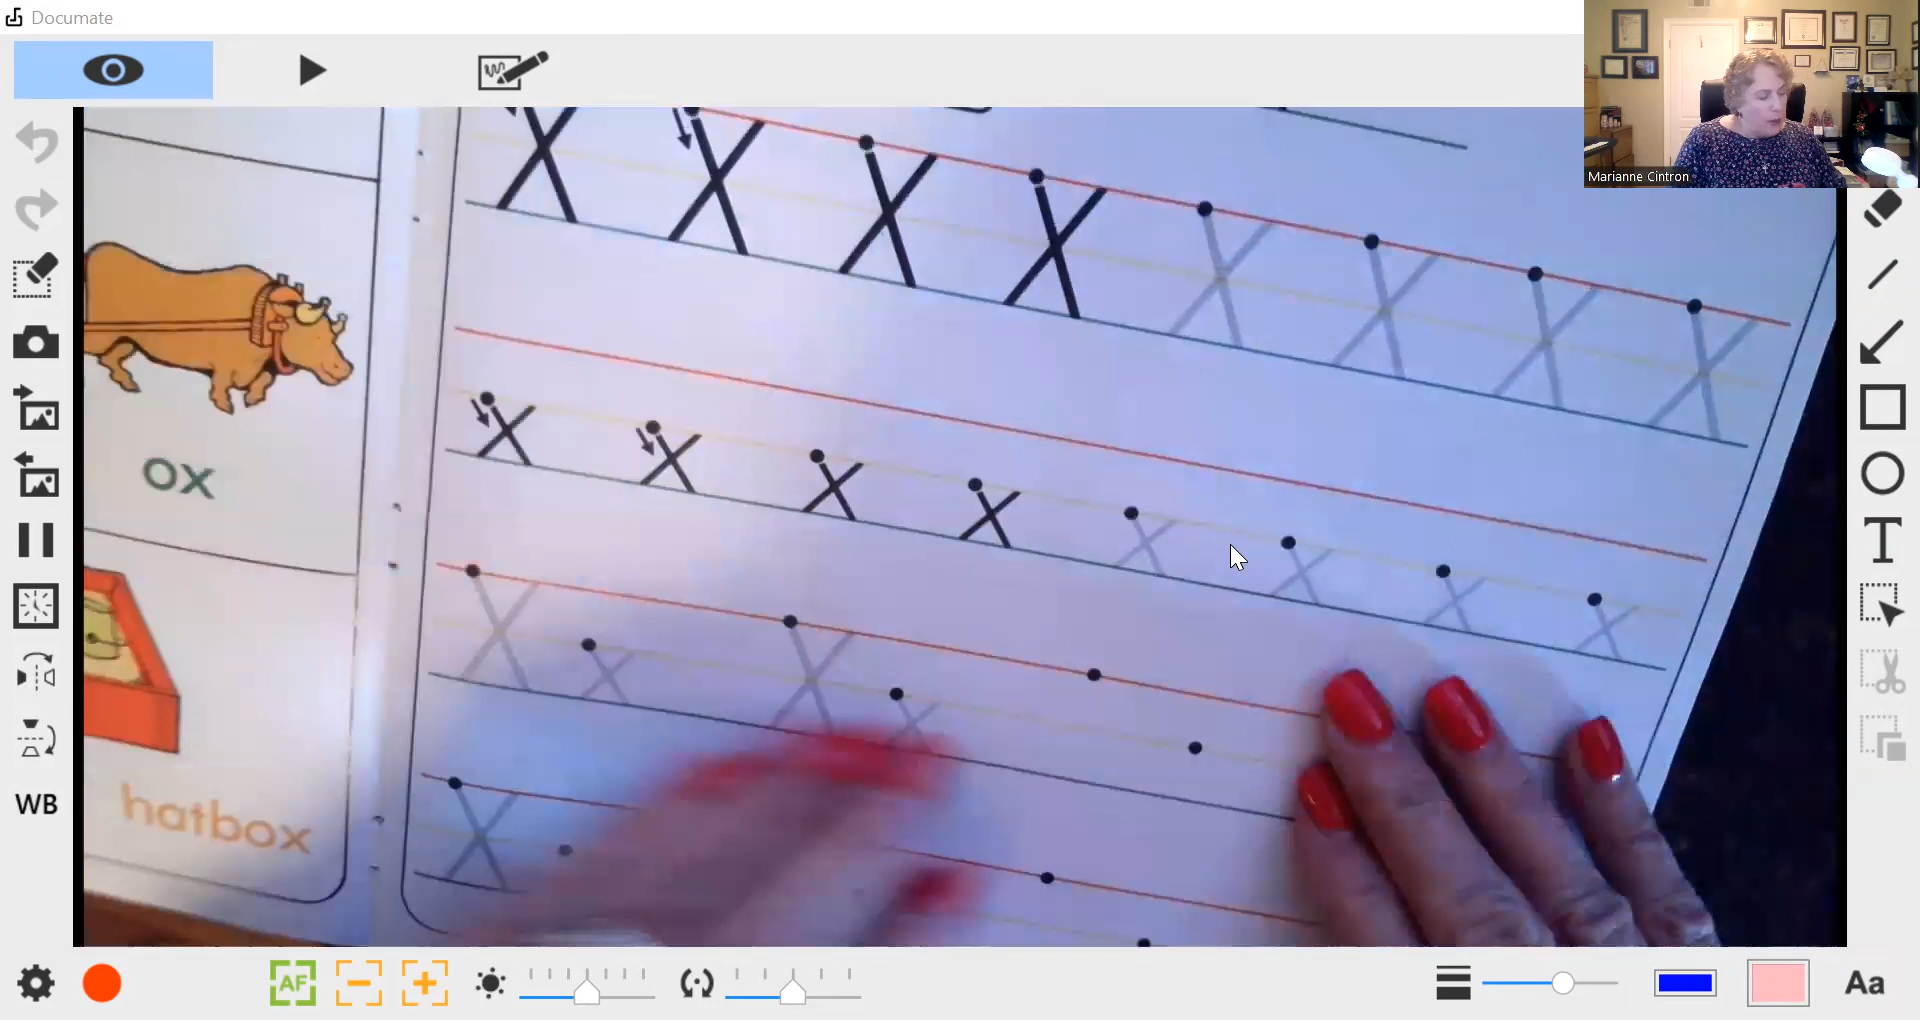 Documate
Marianne Cintron
X X X X X X X X
x x x x x x x x
X x X x
X
ox
hatbox
WB
T
AF
Aa